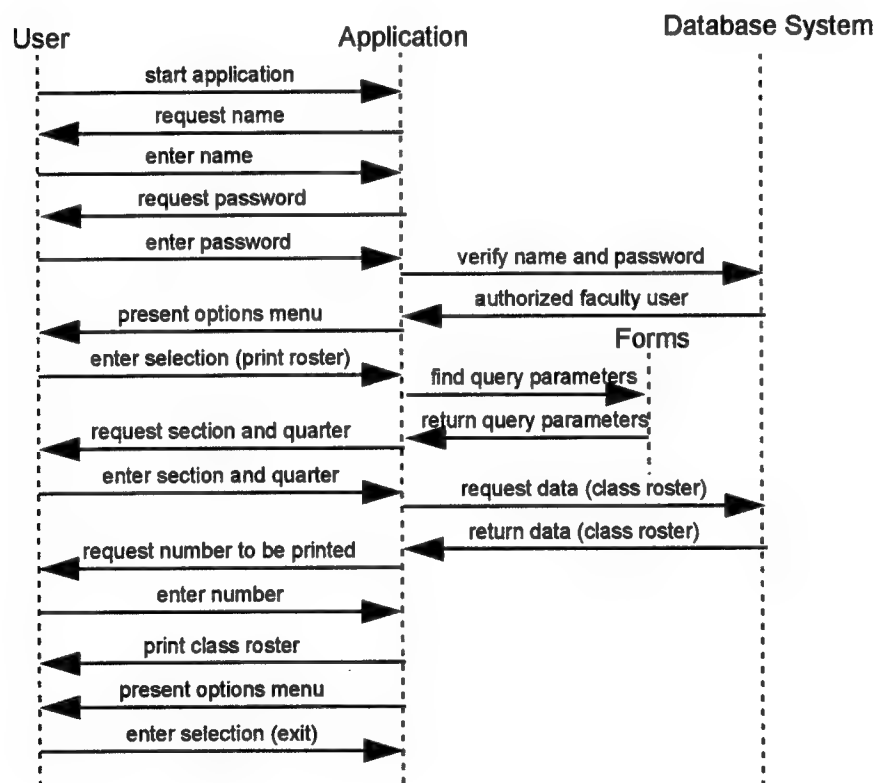 User
Application
Database System
start application
request name
enter name
request password
enter password
verify name and password
authorized faculty user
present options menu
Forms
enter selection (print roster)
find query parameters
return query parameters
request section and quarter
enter section and quarter
request data (class roster)
return data (class roster)
request number to be printed
enter number
print class roster
present options menu
enter selection (exit)